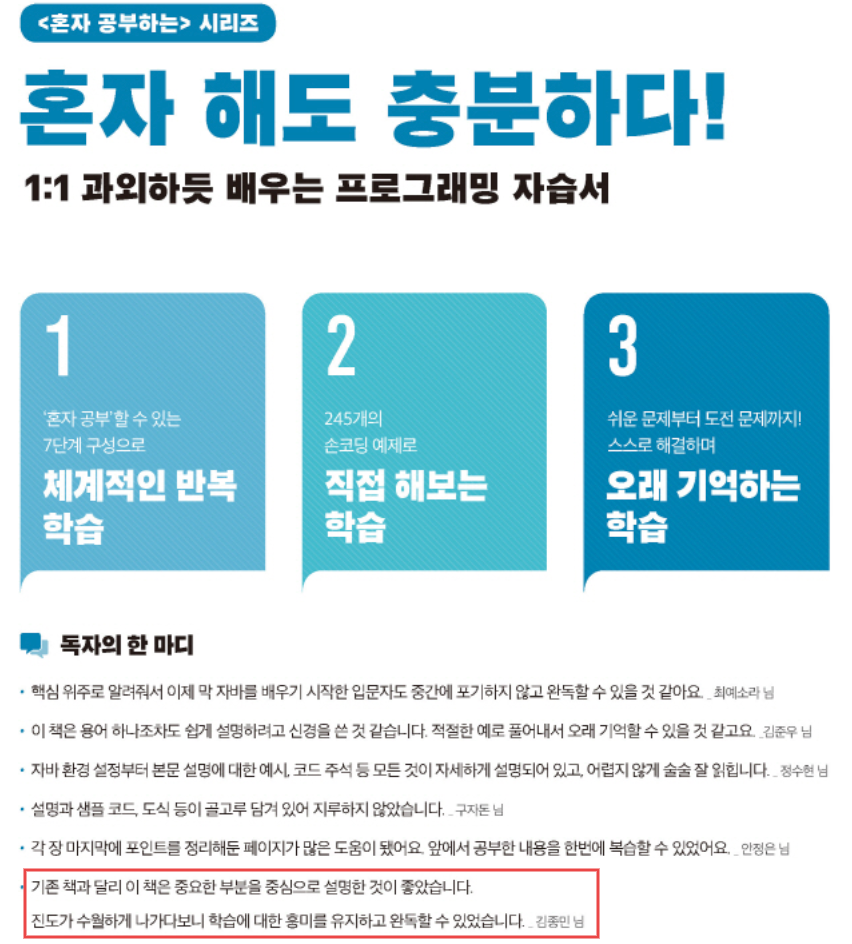 <혼자 공부하는> 시리즈
혼자 해도 충분하다!
1:1 과외하듯 배우는 프로그래밍 자습서
1
'혼자 공부'할 수 있는
7단계 구성으로
체계적인 반복
학습
2
245개의
손코딩 예제로
직접 해보는
학습
3
쉬운 문제부터 도전 문제까지!
스스로 해결하며
오래 기억하는
학습
독자의 한 마디
• 핵심 위주로 알려줘서 이제 막 자바를 배우기 시작한 입문자도 중간에 포기하지 않고 완독할 수 있을 것 같아요. _ 최예소라 님
• 이 책은 용어 하나조차도 쉽게 설명하려고 신경을 쓴 것 같습니다. 적절한 예로 풀어내서 오래 기억할 수 있을 것 같고요. _김준우 님
• 자바 환경 설정부터 본문 설명에 대한 예시, 코드 주석 등 모든 것이 자세하게 설명되어 있고, 어렵지 않게 술술 잘 읽힙니다. _ 정수현 님
• 설명과 샘플 코드, 도식 등이 골고루 담겨 있어 지루하지 않았습니다. _ 구자돈 님
• 각 장 마지막에 포인트를 정리해둔 페이지가 많은 도움이 됐어요. 앞에서 공부한 내용을 한번에 복습할 수 있었어요. _ 안정은 님
• 기존 책과 달리 이 책은 중요한 부분을 중심으로 설명한 것이 좋았습니다.
진도가 수월하게 나가다보니 학습에 대한 흥미를 유지하고 완독할 수 있었습니다. _ 김종민 님